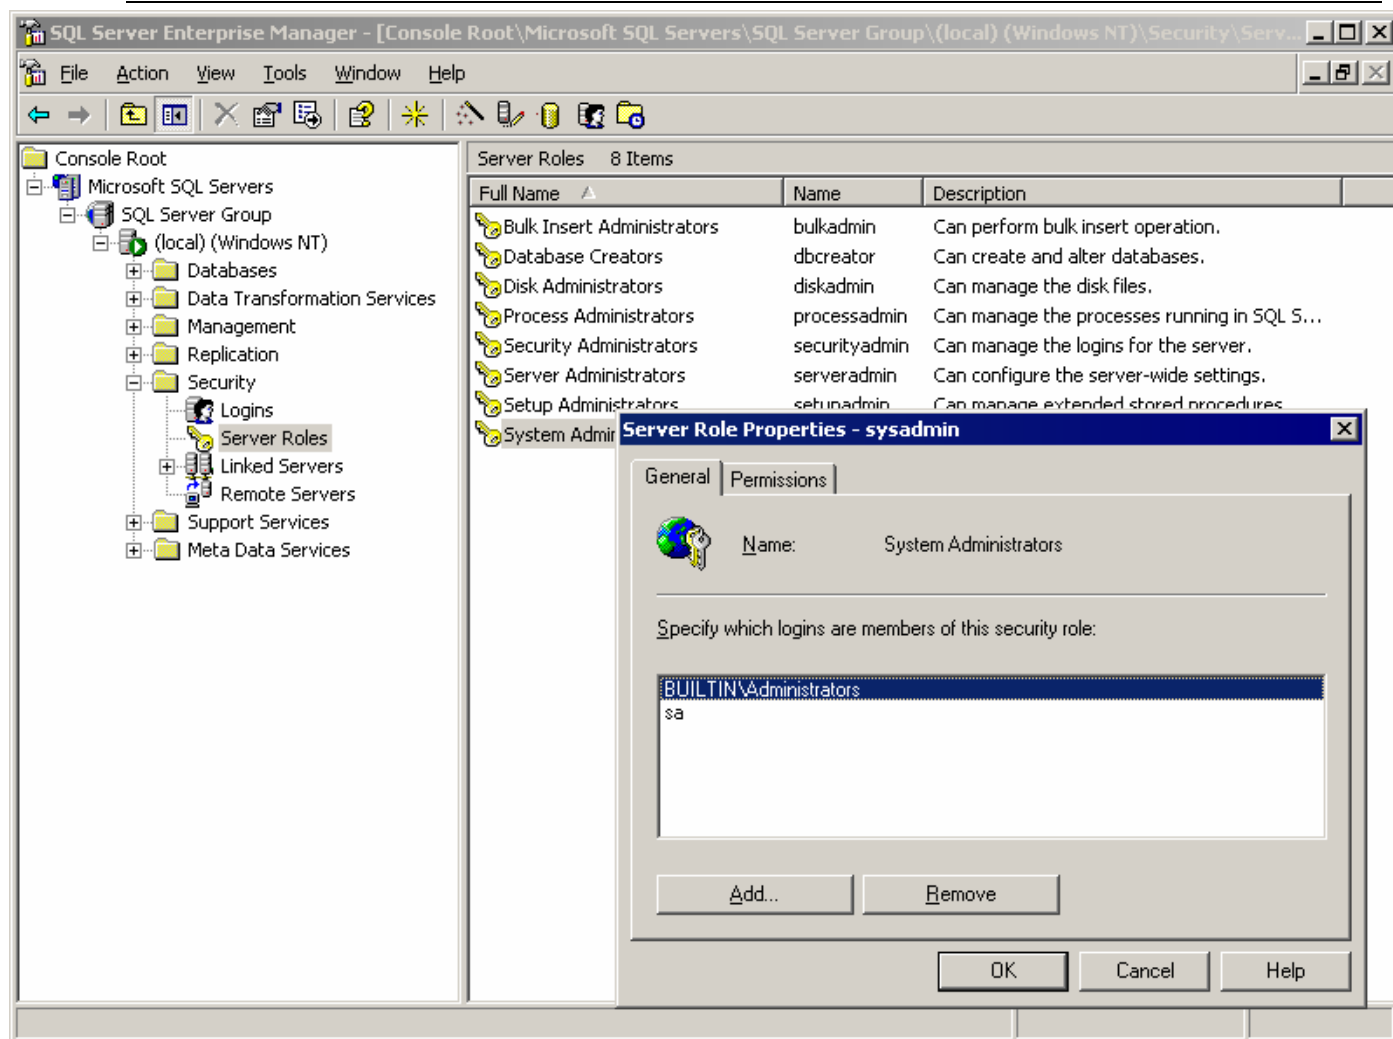 SQL Server Enterprise Manager - [Console Root\Microsoft SQL Servers\SQL Server Group\(local) (Windows NT)\Security\Serv...
File Action View Tools Window Help
Console Root
Microsoft SQL Servers
SQL Server Group
(local) (Windows NT)
Databases
Data Transformation Services
Management
Replication
Security
Logins
Server Roles
Linked Servers
Remote Servers
Support Services
Meta Data Services
Server Roles 8 Items
Full Name Name Description
Bulk Insert Administrators bulkadmin Can perform bulk insert operation.
Database Creators dbcreator Can create and alter databases.
Disk Administrators diskadmin Can manage the disk files.
Process Administrators processadmin Can manage the processes running in SQL S...
Security Administrators securityadmin Can manage the logins for the server.
Server Administrators serveradmin Can configure the server-wide settings.
Setup Administrators setupadmin Can manage extended stored procedures
System Admir
Server Role Properties - sysadmin
General Permissions
Name: System Administrators
Specify which logins are members of this security role:
BUILTIN\Administrators
sa
Add... Remove
OK Cancel Help